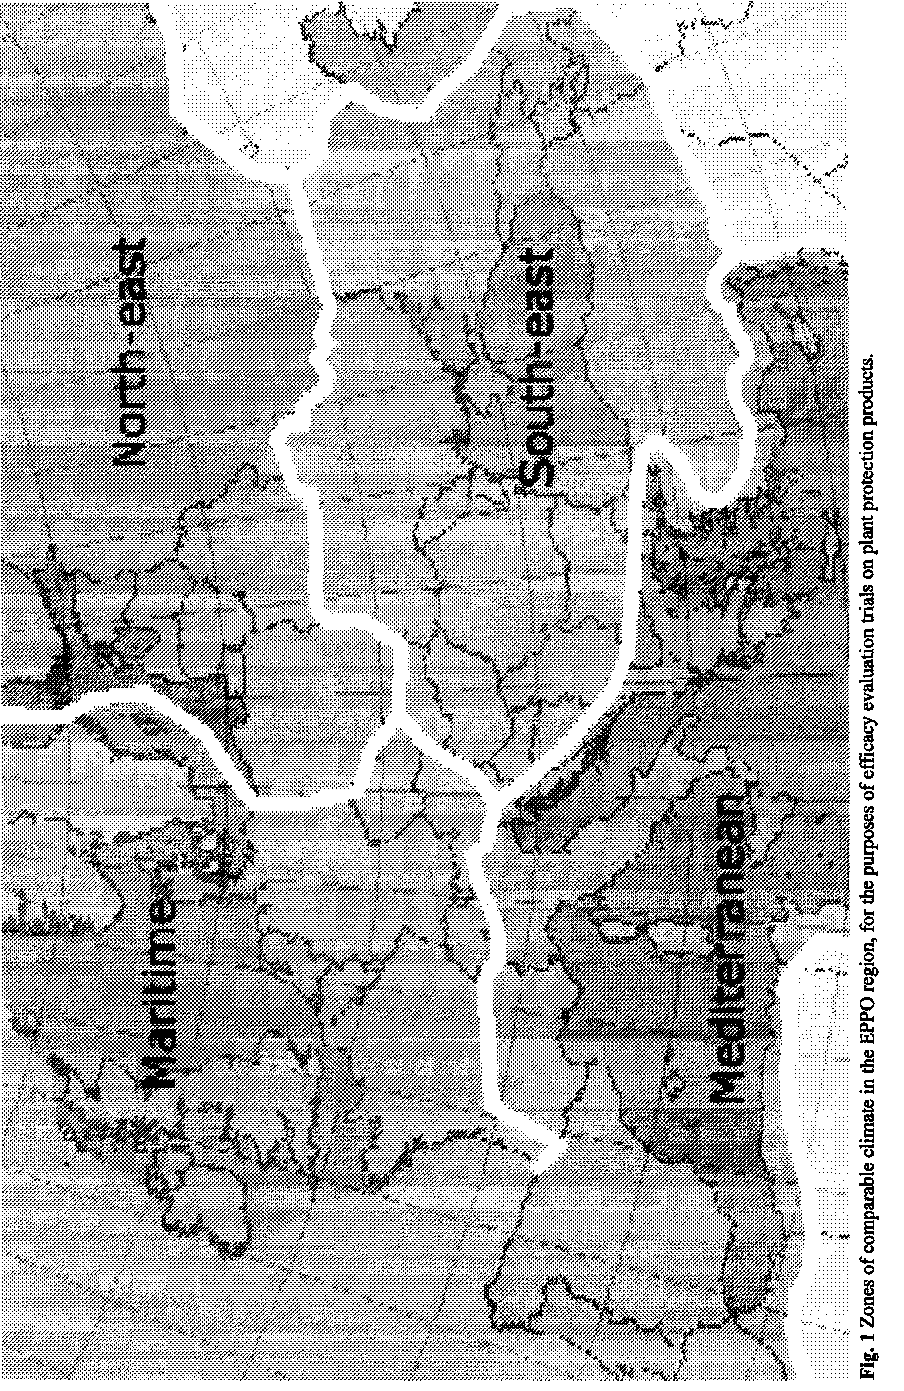 North-east
South-east
Maritime
Mediterranean
Fig. 1 Zones of comparable climate in the EPPO region, for the purposes of efficacy evaluation trials on plant protection products.